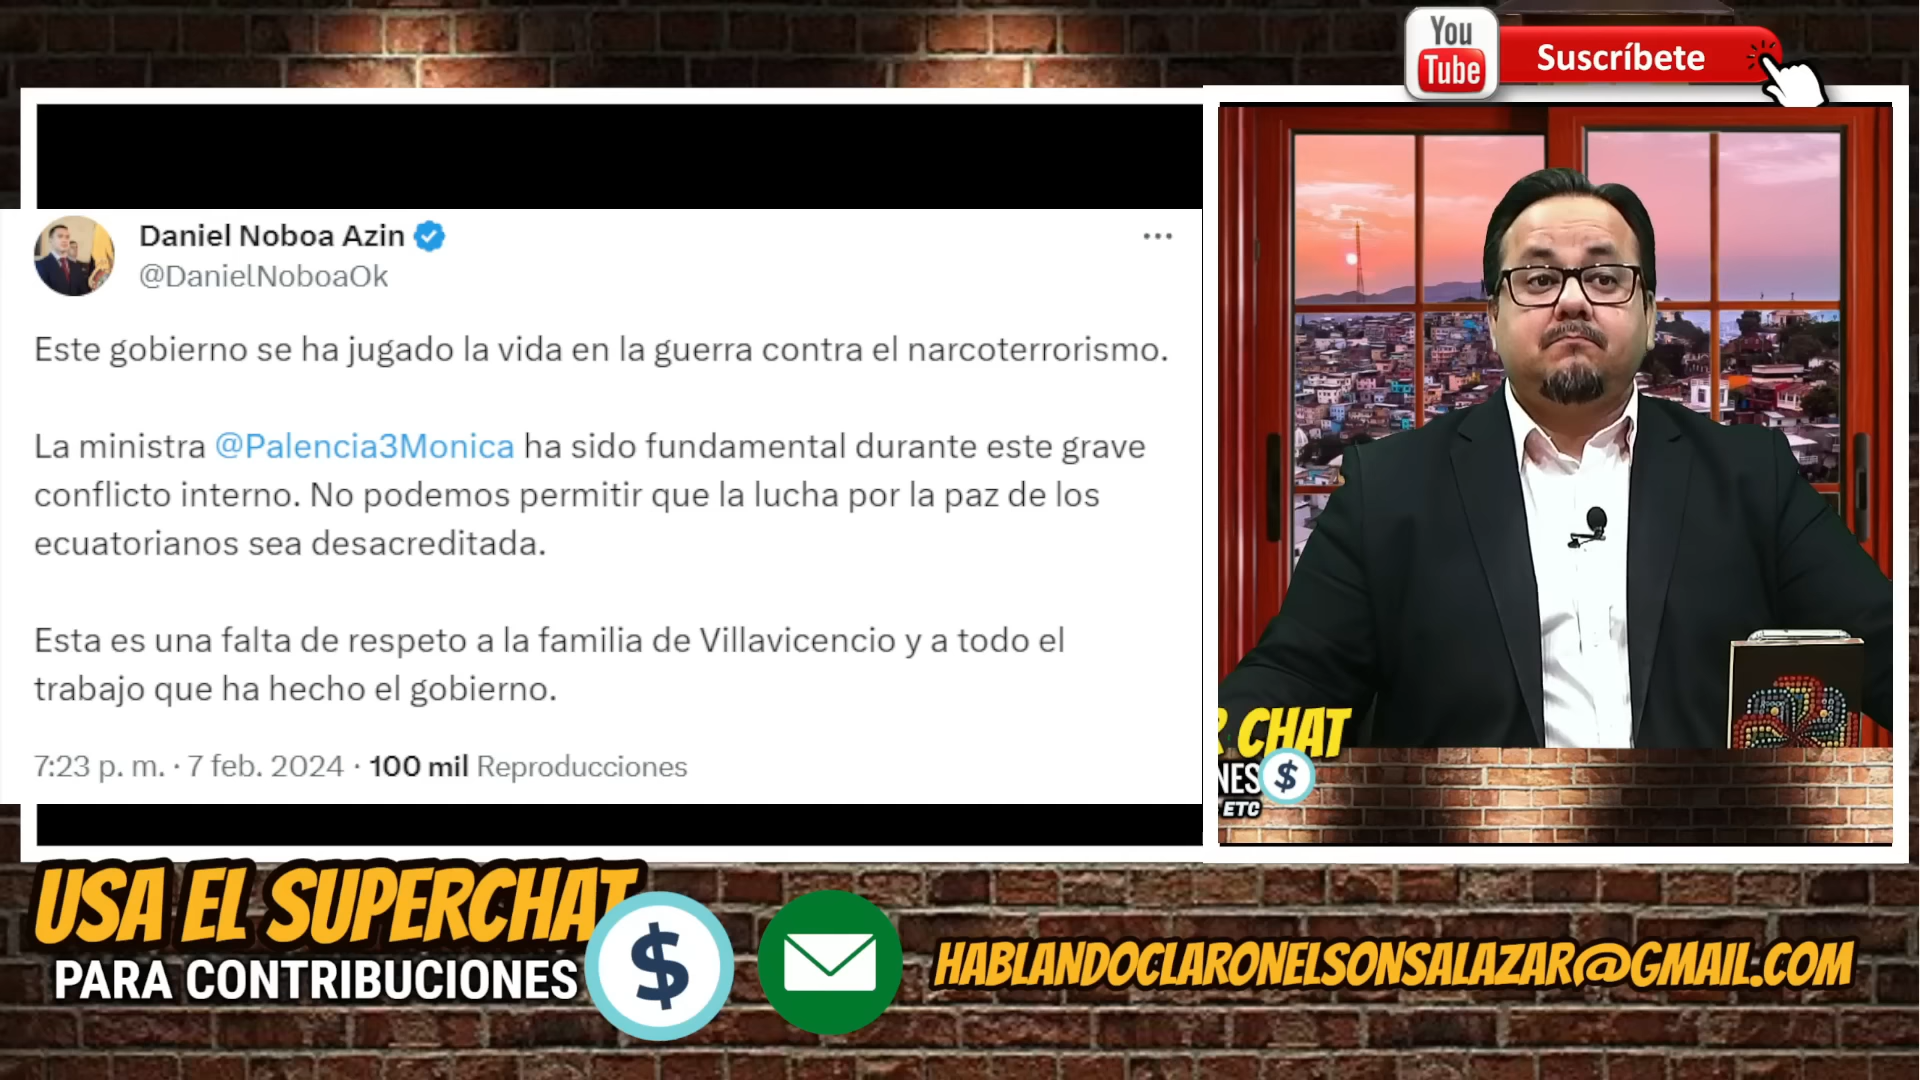 You
Tube
Suscríbete
Daniel Noboa Azin
@DanielNoboaOk
Este gobierno se ha jugado la vida en la guerra contra el narcoterrorismo.
La ministra @Palencia3Monica ha sido fundamental durante este grave
conflicto interno. No podemos permitir que la lucha por la paz de los
ecuatorianos sea desacreditada.
Esta es una falta de respeto a la familia de Villavicencio y a todo el
trabajo que ha hecho el gobierno.
7:23 p. m. · 7 feb. 2024 · 100 mil Reproducciones
R CHAT
NES $
ETC
USA EL SUPERCHAT
PARA CONTRIBUCIONES
$
HABLANDOCLARONELSONSALAZAR@GMAIL.COM